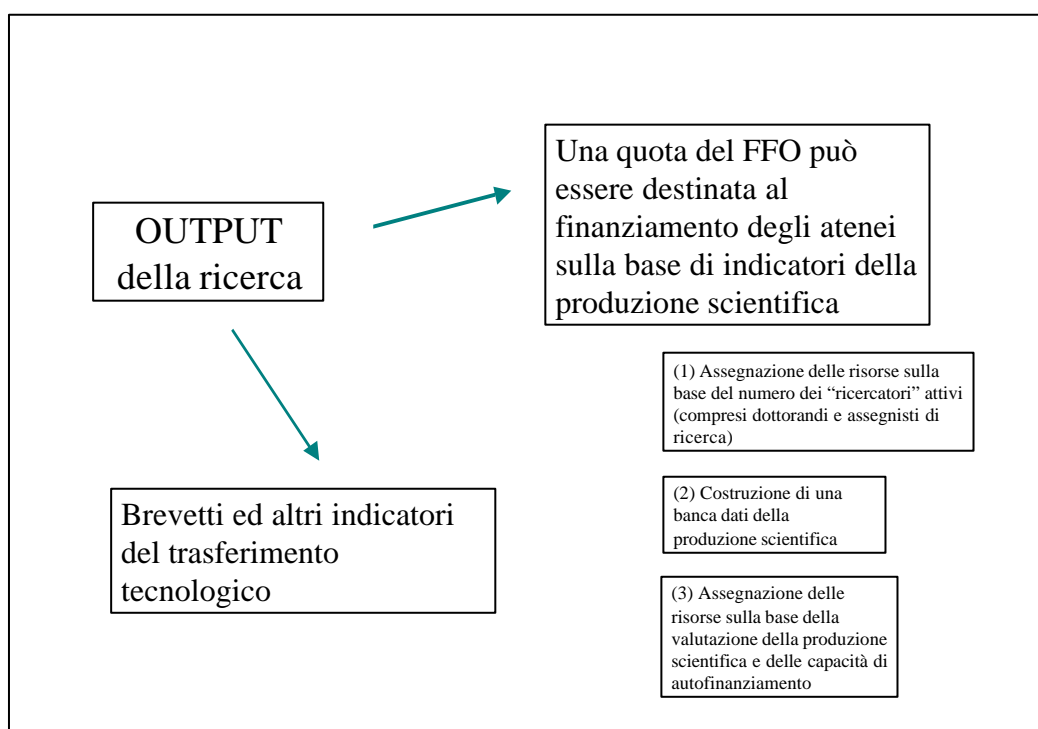 OUTPUT
della ricerca
Una quota del FFO può
essere destinata al
finanziamento degli atenei
sulla base di indicatori della
produzione scientifica
(1) Assegnazione delle risorse sulla
base del numero dei “ricercatori” attivi
(compresi dottorandi e assegnisti di
ricerca)
(2) Costruzione di una
banca dati della
produzione scientifica
(3) Assegnazione delle
risorse sulla base della
valutazione della produzione
scientifica e delle capacità di
autofinanziamento
Brevetti ed altri indicatori
del trasferimento
tecnologico